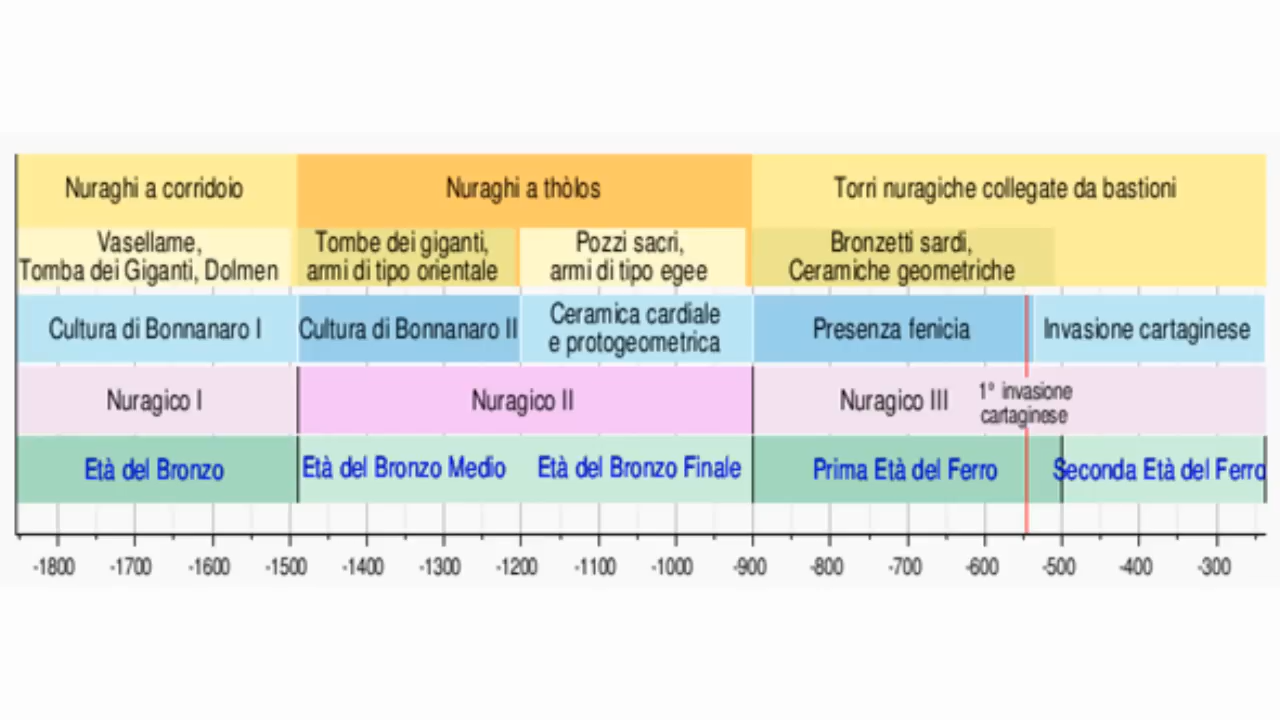 Nuraghi a corridoio
Nuraghi a thòlos
Torri nuragiche collegate da bastioni
Vasellame,
Tomba dei Giganti, Dolmen
Tombe dei giganti,
armi di tipo orientale
Pozzi sacri,
armi di tipo egee
Bronzetti sardi,
Ceramiche geometriche
Cultura di Bonnanaro I
Cultura di Bonnanaro II
Ceramica cardiale
e protogeometrica
Presenza fenicia
Invasione cartaginese
Nuragico I
Nuragico II
Nuragico III
1° invasione
cartaginese
Età del Bronzo
Età del Bronzo Medio
Età del Bronzo Finale
Prima Età del Ferro
Seconda Età del Ferro
-1800 -1700 -1600 -1500 -1400 -1300 -1200 -1100 -1000 -900 -800 -700 -600 -500 -400 -300